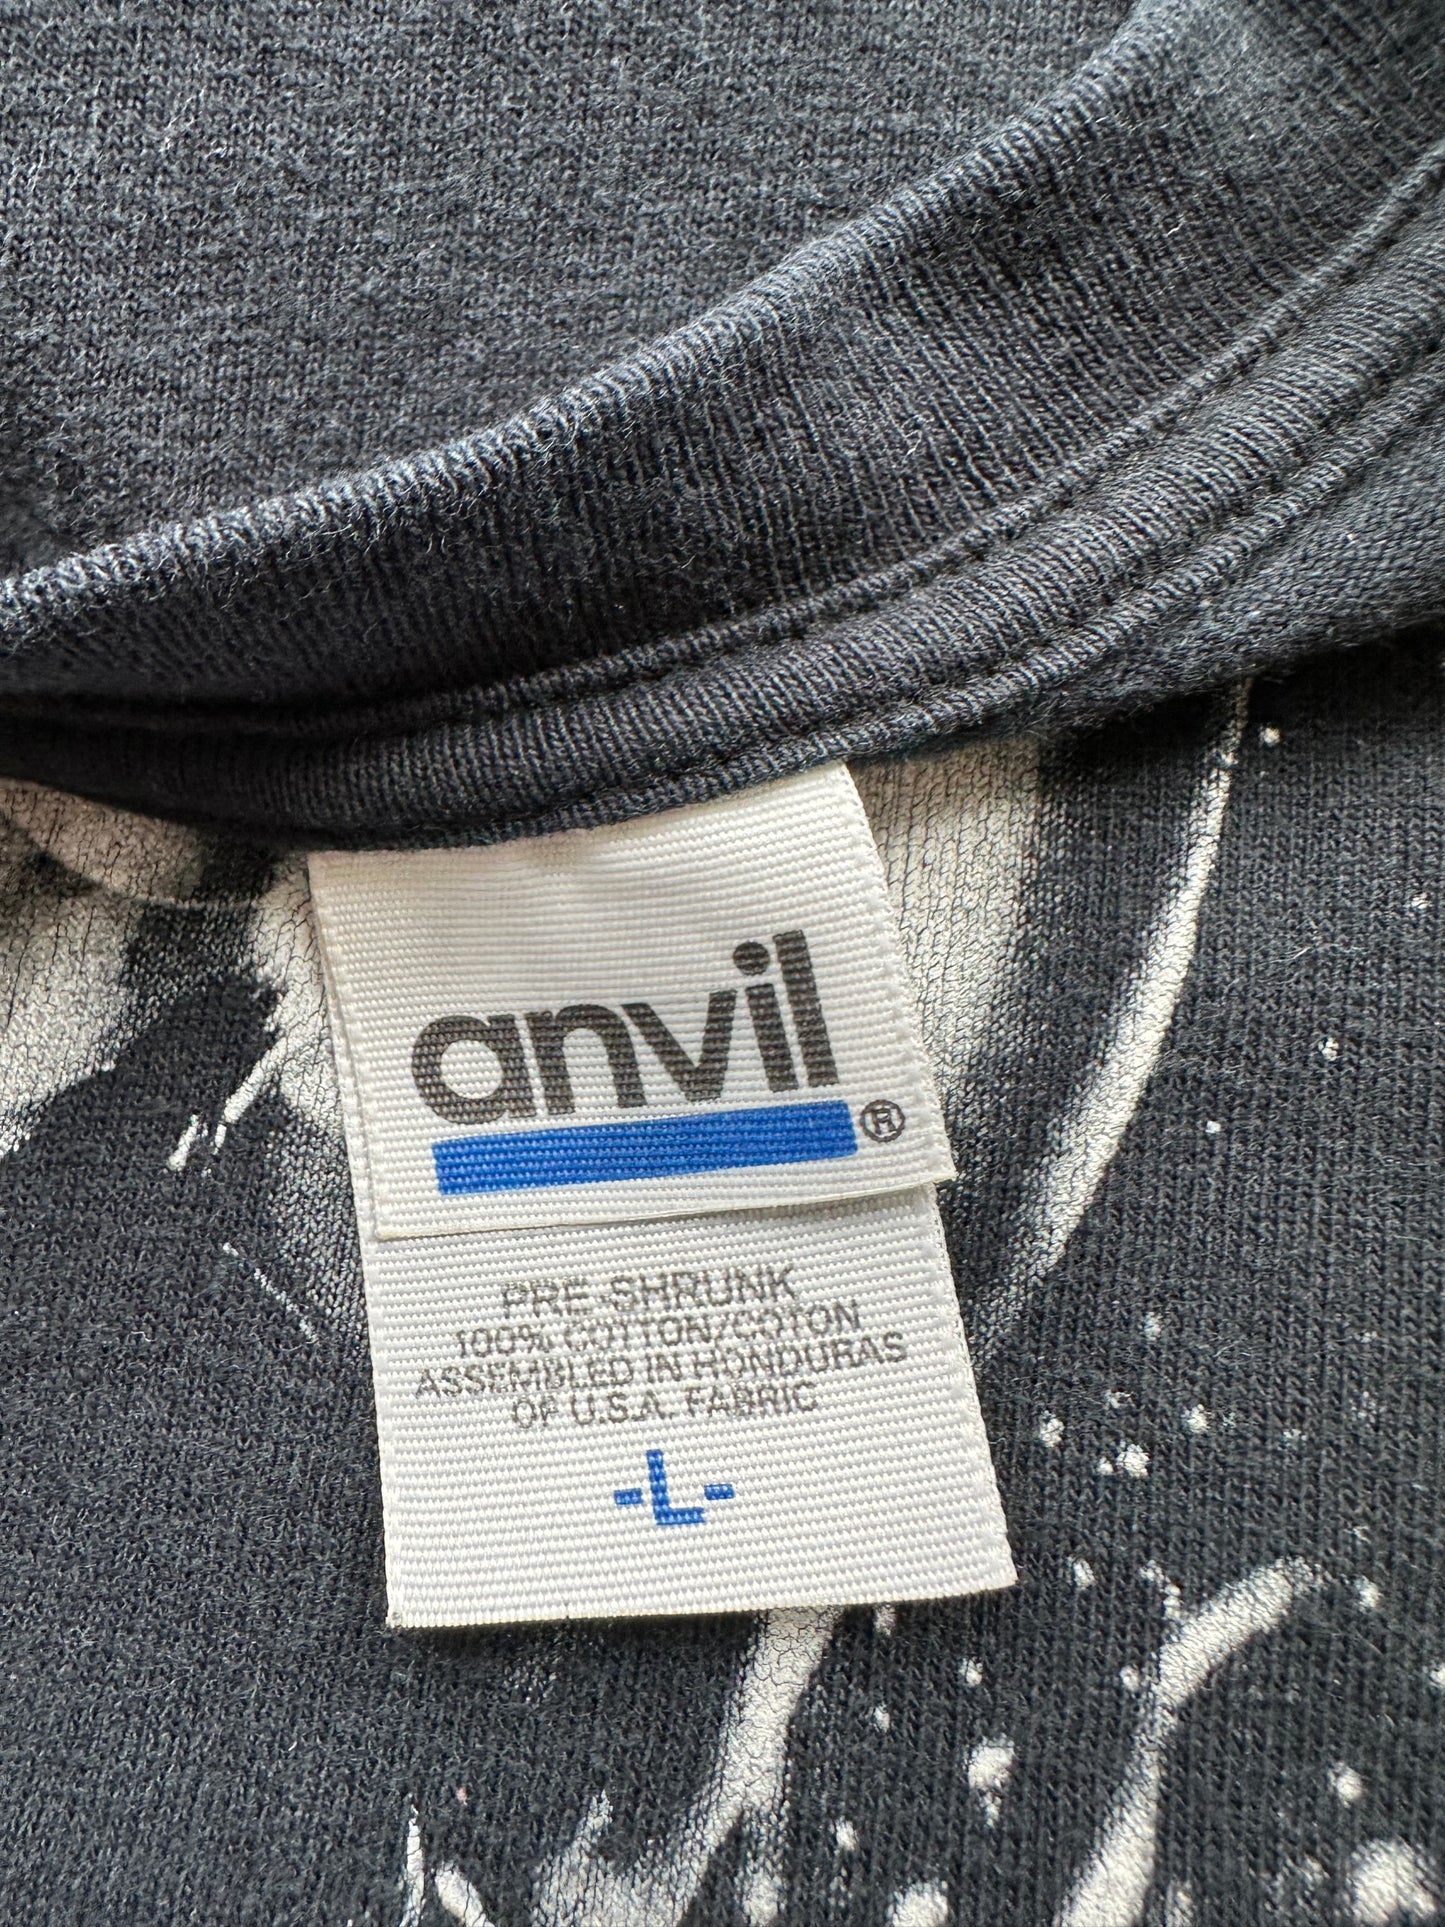 anvil®
PRE-SHRUNK
100% COTTON/COTON
ASSEMBLED IN HONDURAS
OF U.S.A. FABRIC
-L-